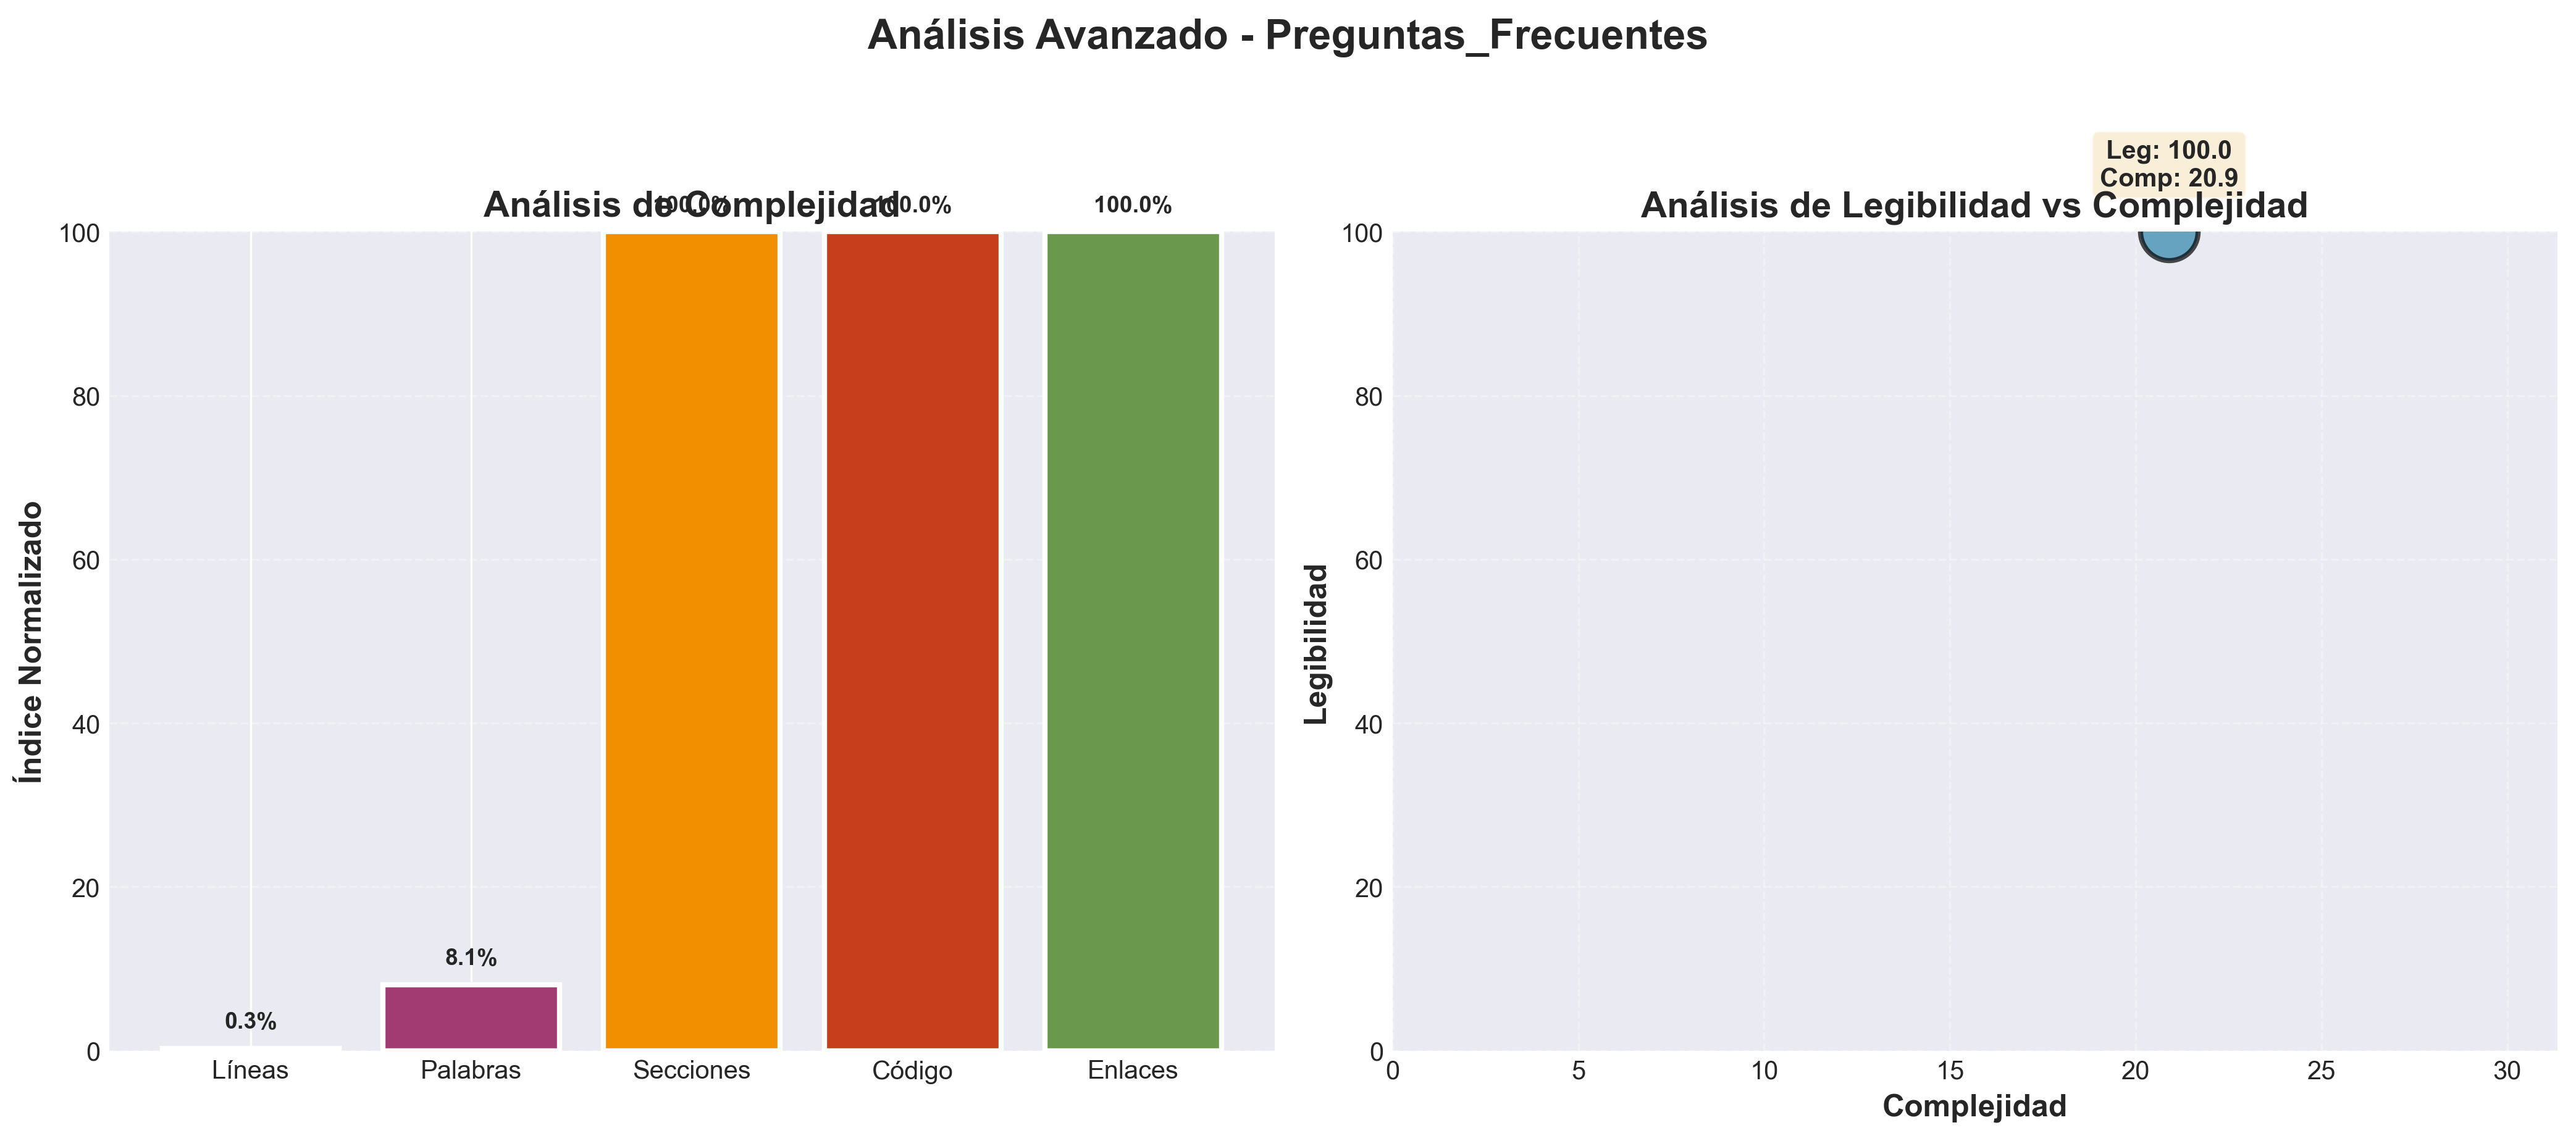 Análisis Avanzado - Preguntas_Frecuentes
Análisis de Complejidad
100.0%
100.0%
100.0%
100
80
60
40
20
0
Índice Normalizado
0.3%
8.1%
Líneas
Palabras
Secciones
Código
Enlaces
Leg: 100.0
Comp: 20.9
Análisis de Legibilidad vs Complejidad
100
80
60
40
20
0
Legibilidad
0
5
10
15
20
25
30
Complejidad